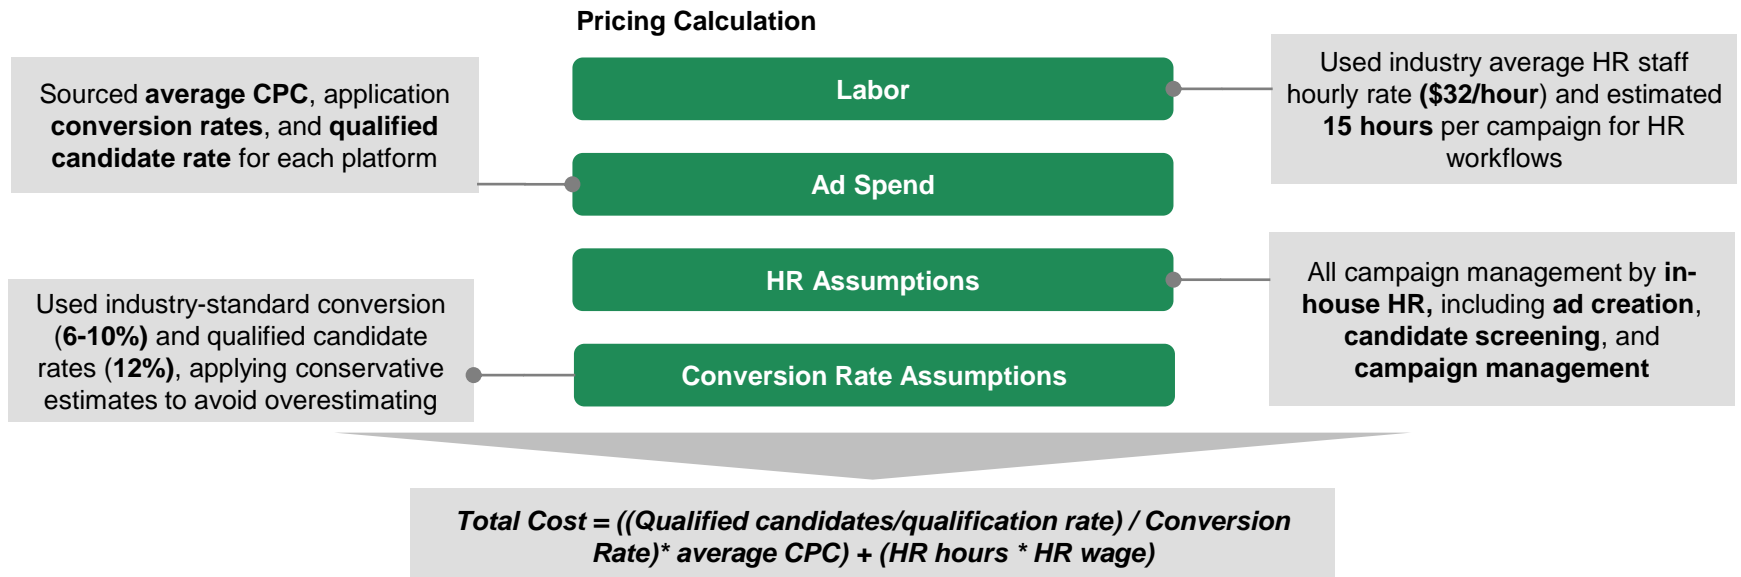 Pricing Calculation
Sourced average CPC, application
conversion rates, and qualified
candidate rate for each platform
Labor
Used industry average HR staff
hourly rate ($32/hour) and estimated
15 hours per campaign for HR
workflows
Ad Spend
HR Assumptions
All campaign management by in-
house HR, including ad creation,
candidate screening, and
campaign management
Used industry-standard conversion
(6-10%) and qualified candidate
rates (12%), applying conservative
estimates to avoid overestimating
Conversion Rate Assumptions
Total Cost = ((Qualified candidates/qualification rate) / Conversion
Rate)* average CPC) + (HR hours * HR wage)